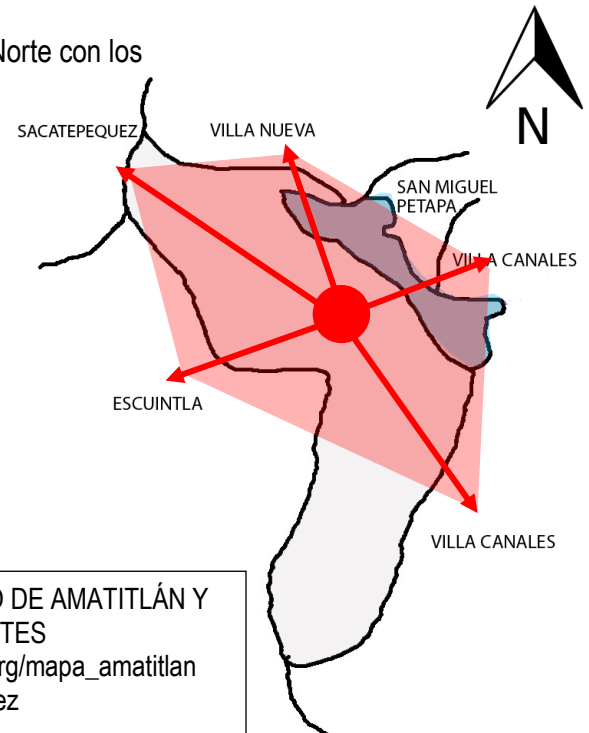 Norte con los
N
SACATEPEQUEZ
VILLA NUEVA
SAN MIGUEL
PETAPA
VILLA CANALES
ESCUINTLA
VILLA CANALES
DE AMATITLÁN Y
TES
rg/mapa_amatitlan
ez